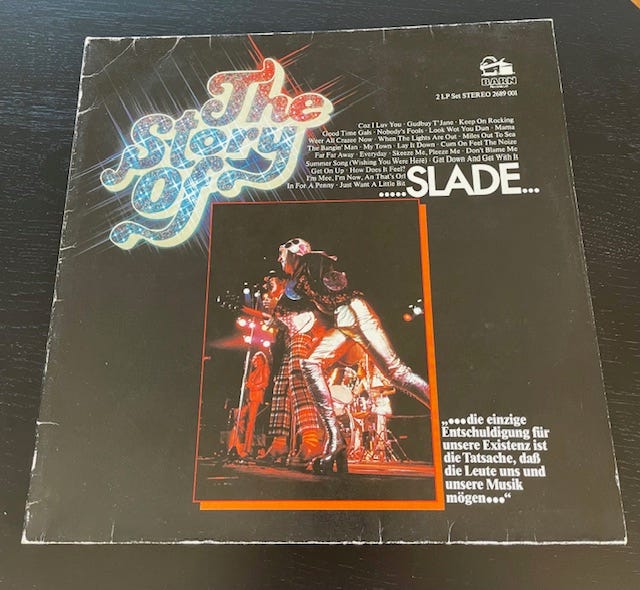 The
Story
Of
BARN
2 LP Set STEREO 2689 001
Coz I Luv You · Gudbuy T'Jane · Keep On Rocking
Good Time Gals · Nobody's Fools · Look Wot You Dun · Mama
Weer All Crazee Now · When The Lights Are Out · Miles Out To Sea
The Bangin' Man · My Town · Lay It Down · Cum On Feel The Noize
Far Far Away · Everyday · Skeeze Me, Pleeze Me · Don't Blame Me
Summer Song (Wishing You Were Here) · Get Down And Get With It
Get On Up · How Does It Feel?
I'm Mee, I'm Now, An That's Orl
In For A Penny · Just Want A Little Bit
.....SLADE...
„●●●die einzige
Entschuldigung für
unsere Existenz ist
die Tatsache, daß
die Leute uns und
unsere Musik
mögen●●●“